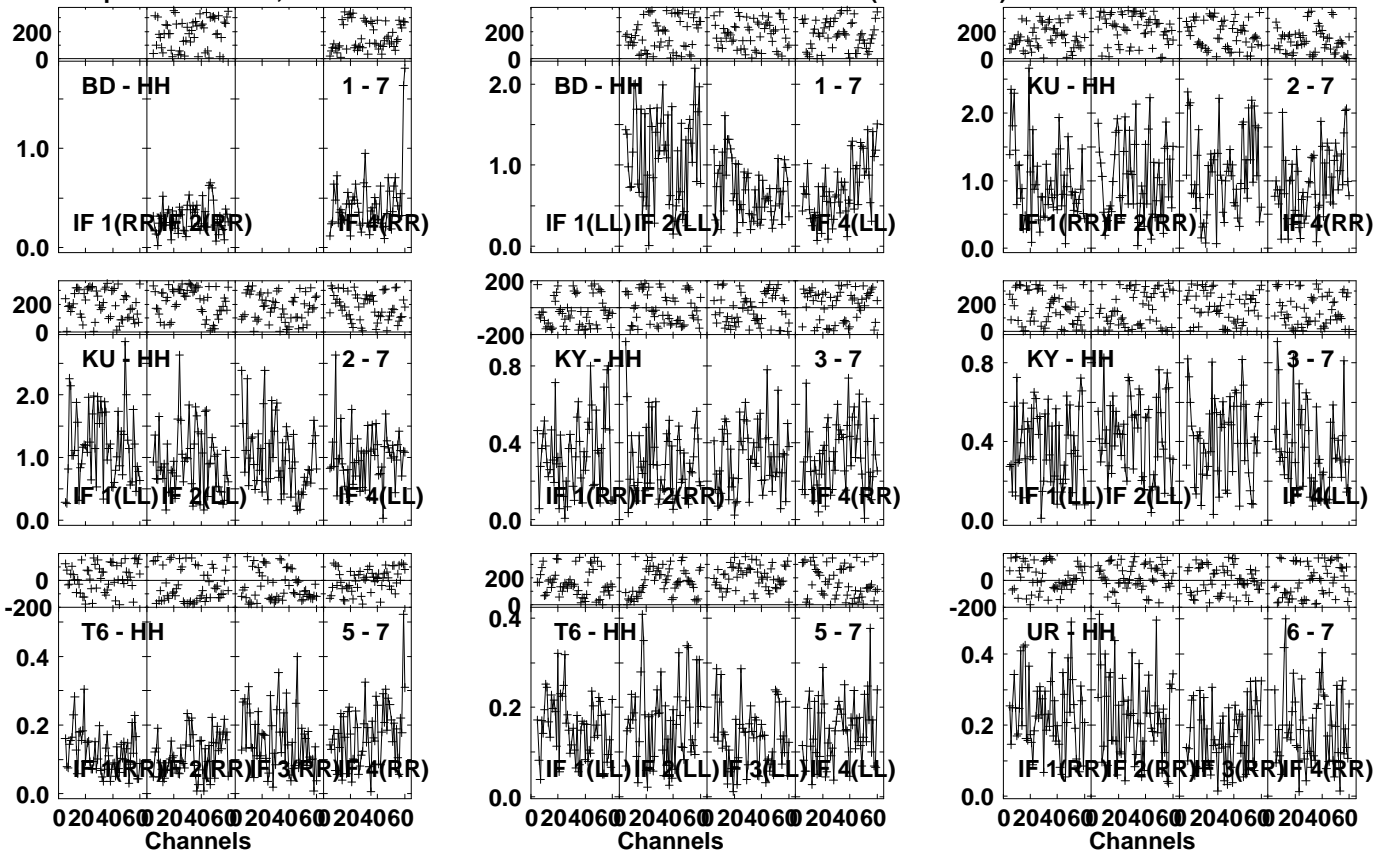 200
0
BD - HH 1 - 7
1.0
IF 1(RR) IF 2(RR) IF 4(RR)
0.0
200
0
2.0
BD - HH 1 - 7
1.0
IF 1(LL) IF 2(LL) IF 4(LL)
0.0
200
0
KU - HH 2 - 7
2.0
1.0
IF 1(RR) IF 2(RR) IF 4(RR)
0.0
200
0
KU - HH 2 - 7
2.0
1.0
IF 1(LL) IF 2(LL) IF 4(LL)
0.0
200
-200
0.8
KY - HH 3 - 7
0.4
IF 1(RR) IF 2(RR) IF 4(RR)
0.0
200
0
0.8
KY - HH 3 - 7
0.4
IF 1(LL) IF 2(LL) IF 4(LL)
0.0
0
-200
T6 - HH 5 - 7
0.4
0.2
IF 1(RR) IF 2(RR) IF 3(RR) IF 4(RR)
0.0
0 20 40 60 0 20 40 60 0 20 40 60 0 20 40 60
Channels
200
0
0.4
T6 - HH 5 - 7
0.2
IF 1(LL) IF 2(LL) IF 3(LL) IF 4(LL)
0.0
0 20 40 60 0 20 40 60 0 20 40 60 0 20 40 60
Channels
0
-200
UR - HH 6 - 7
0.4
0.2
IF 1(RR) IF 2(RR) IF 3(RR) IF 4(RR)
0.0
0 20 40 60 0 20 40 60 0 20 40 60 0 20 40 60
Channels